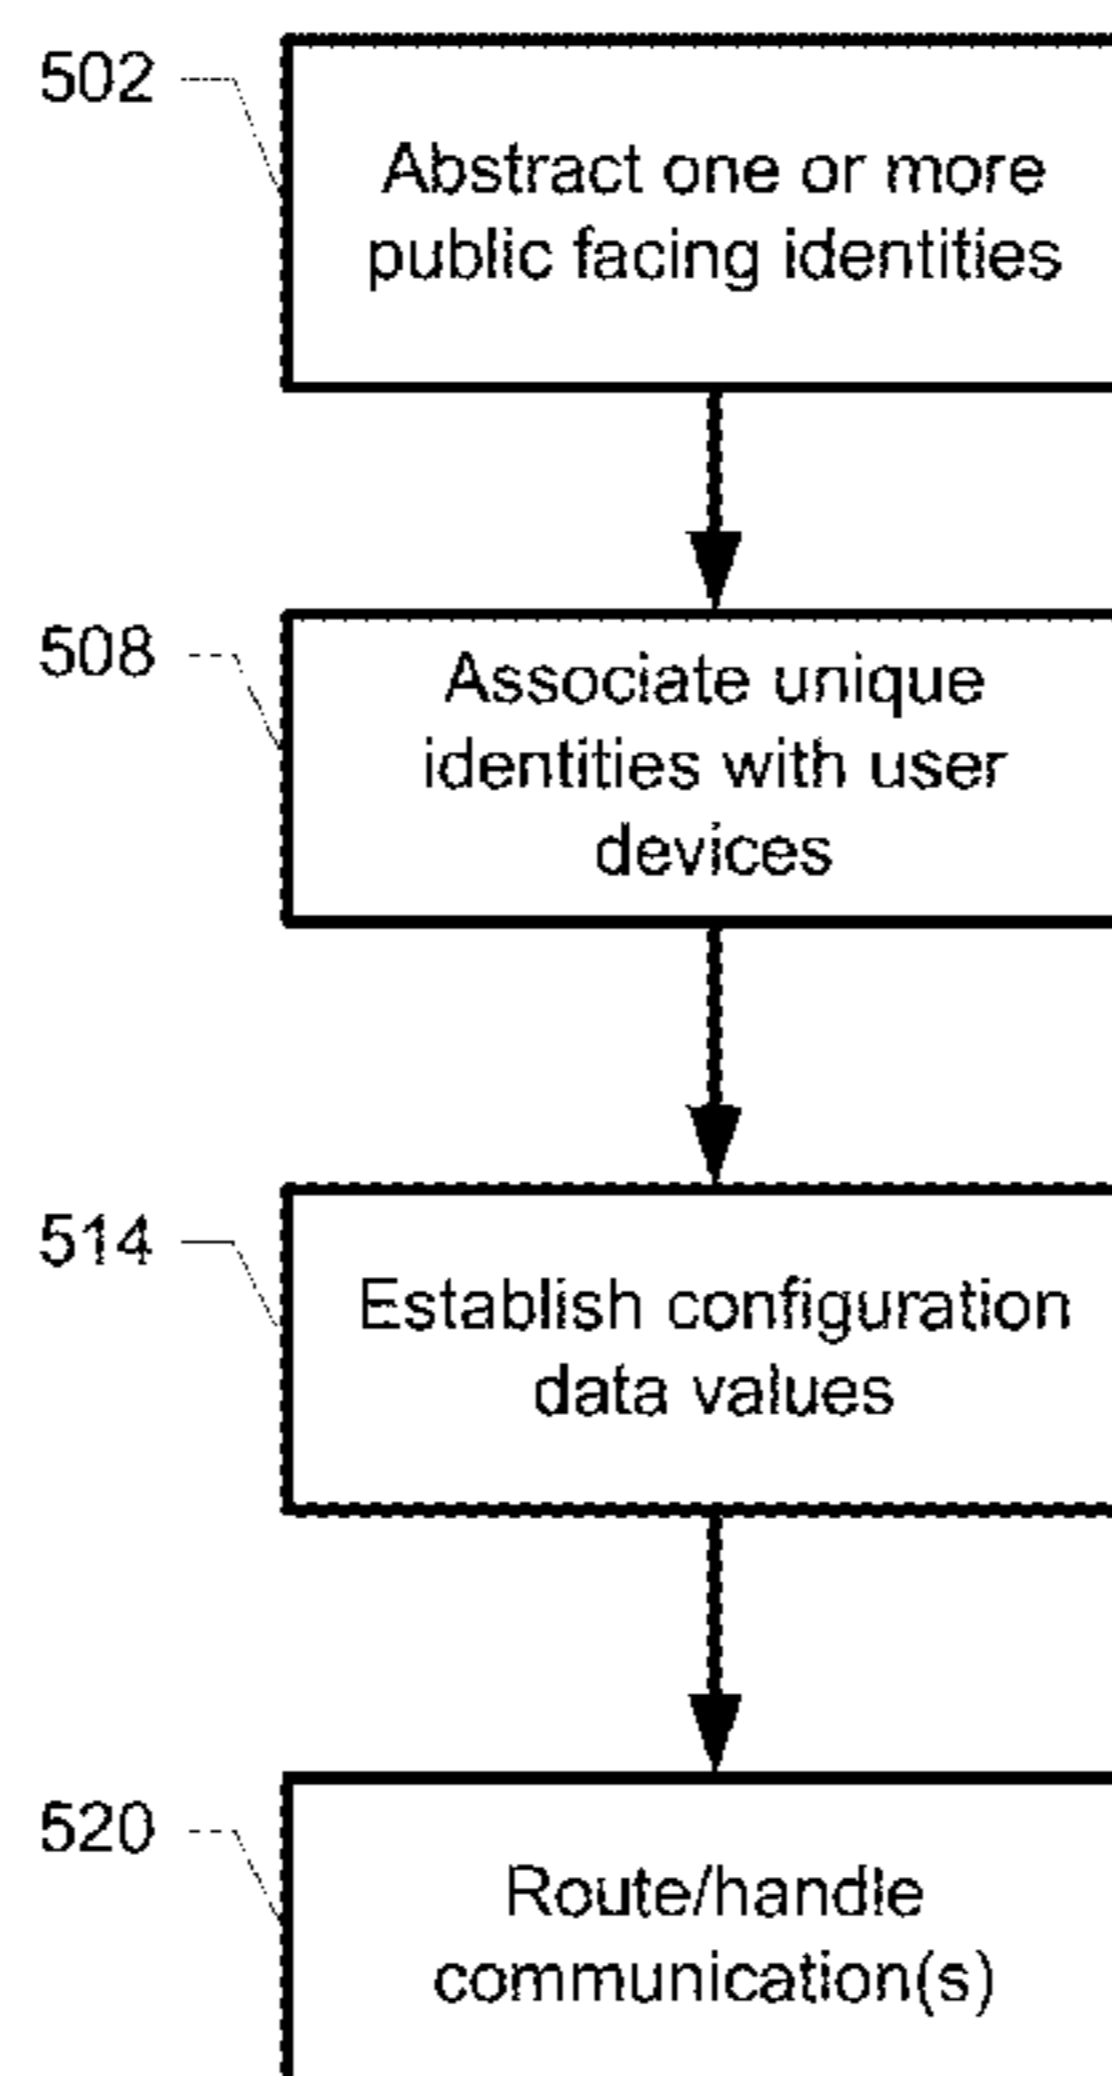 502
Abstract one or more
public facing identities
508
Associate unique
identities with user
devices
514
Establish configuration
data values
520
Route/handle
communication(s)